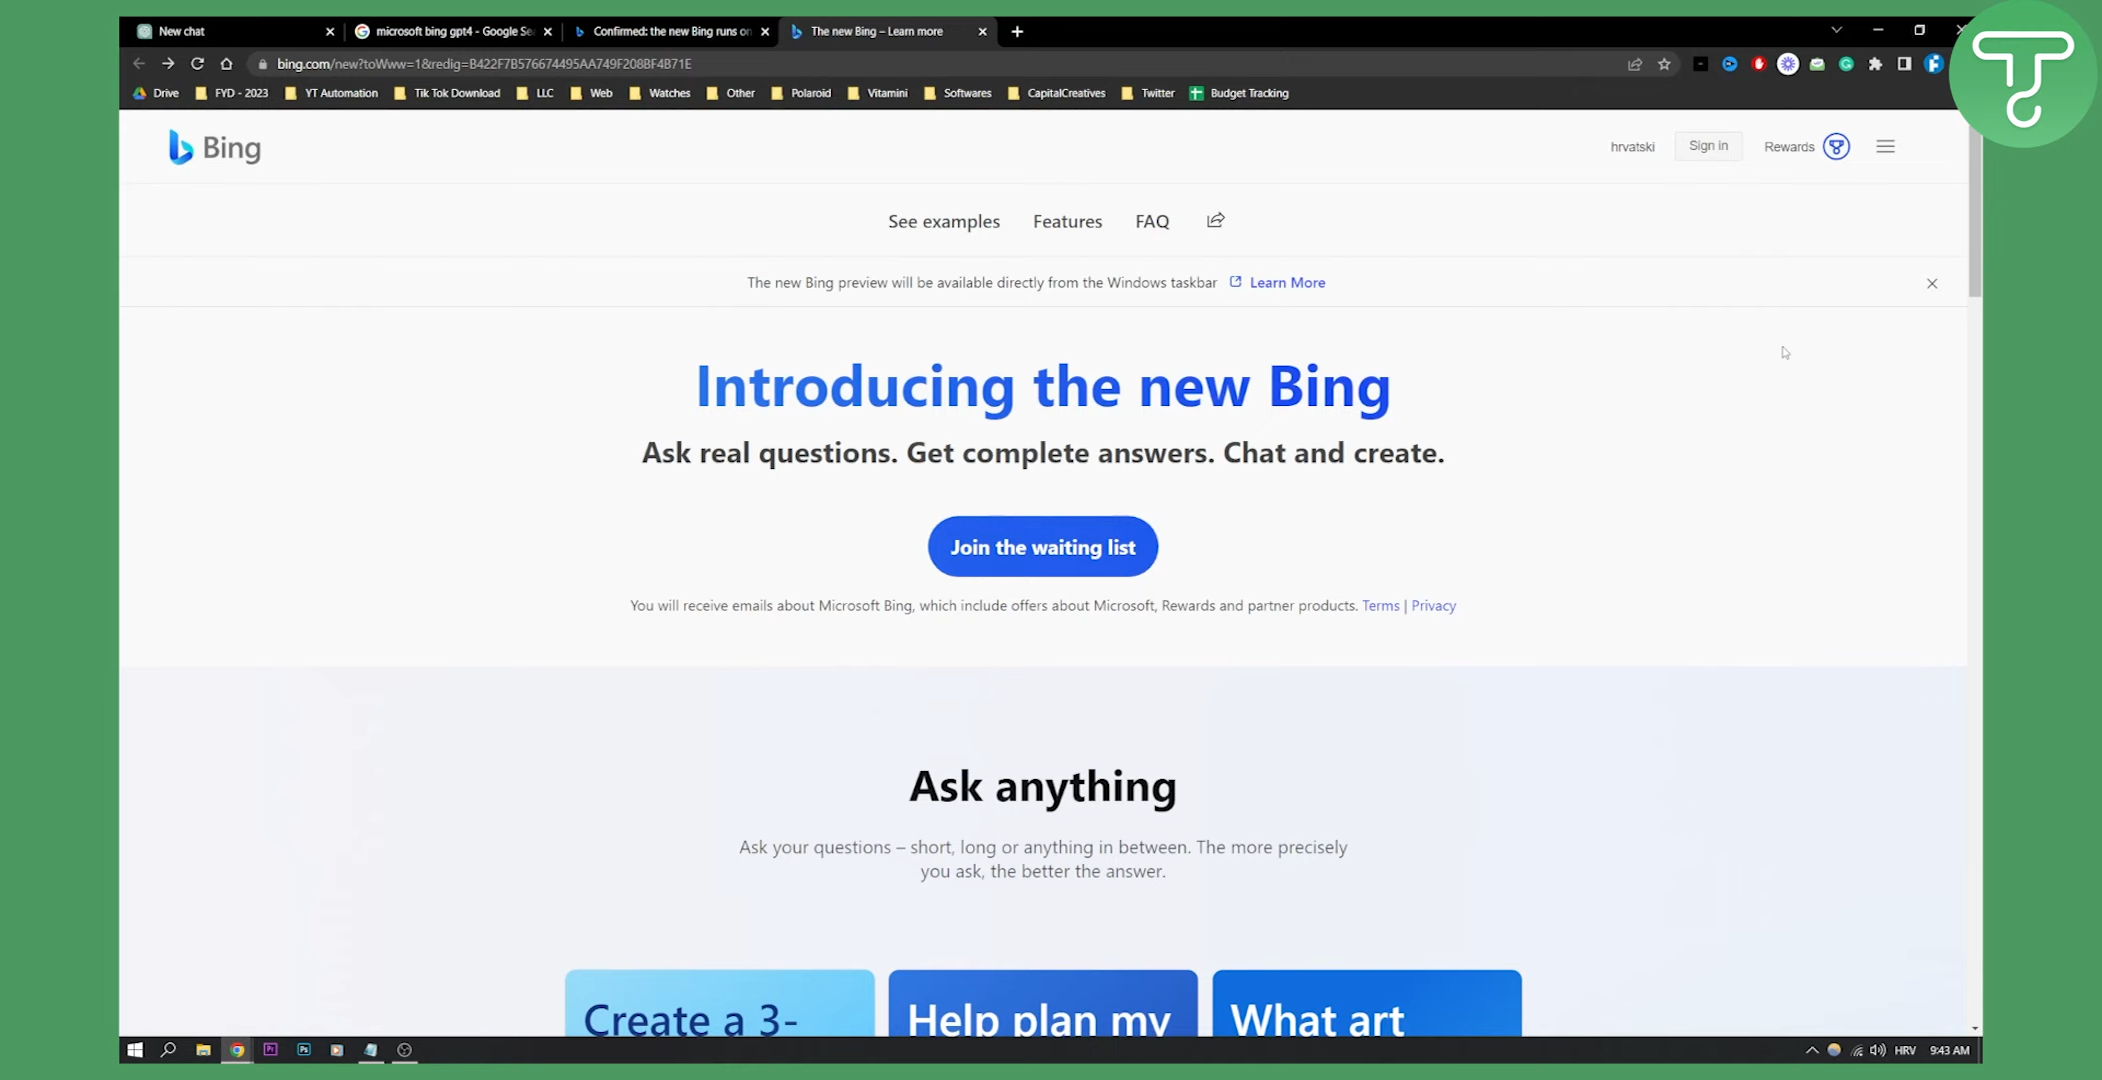 New chat
microsoft bing gpt4 - Google Se
Confirmed: the new Bing runs on
The new Bing – Learn more
bing.com/new?toWww=1&redig=B422F7B576674495AA749F208BF4B71E
Drive
FYD - 2023
YT Automation
Tik Tok Download
LLC
Web
Watches
Other
Polaroid
Vitamini
Softwares
CapitalCreatives
Twitter
Budget Tracking
Bing
hrvatski
Sign in
Rewards
See examples
Features
FAQ
The new Bing preview will be available directly from the Windows taskbar
Learn More
Introducing the new Bing
Ask real questions. Get complete answers. Chat and create.
Join the waiting list
You will receive emails about Microsoft Bing, which include offers about Microsoft, Rewards and partner products. Terms | Privacy
Ask anything
Ask your questions – short, long or anything in between. The more precisely
you ask, the better the answer.
Create a 3-
Help plan my
What art
Pr
Ps
HRV
9:43 AM